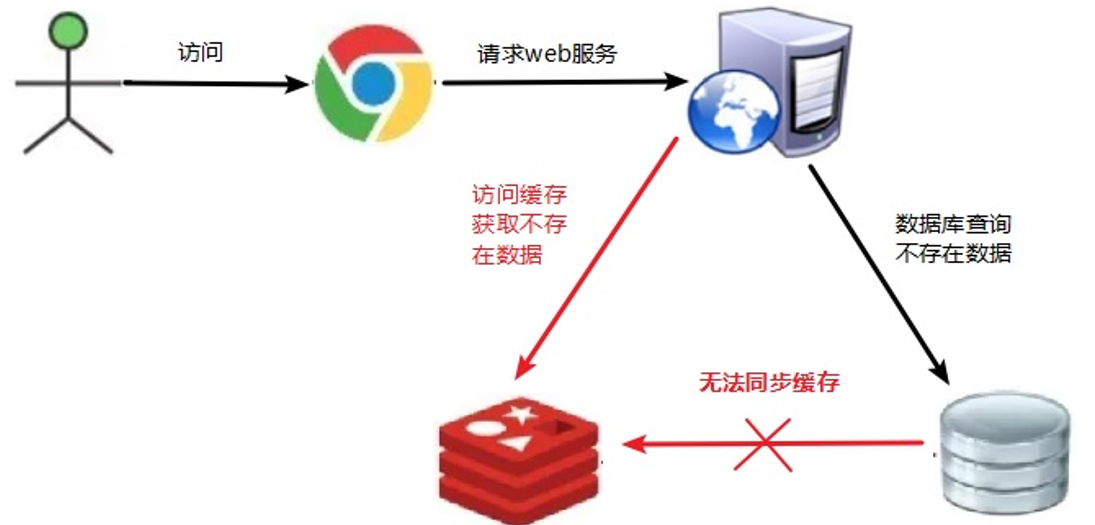 访问
请求web服务
访问缓存
获取不存
在数据
数据库查询
不存在数据
无法同步缓存